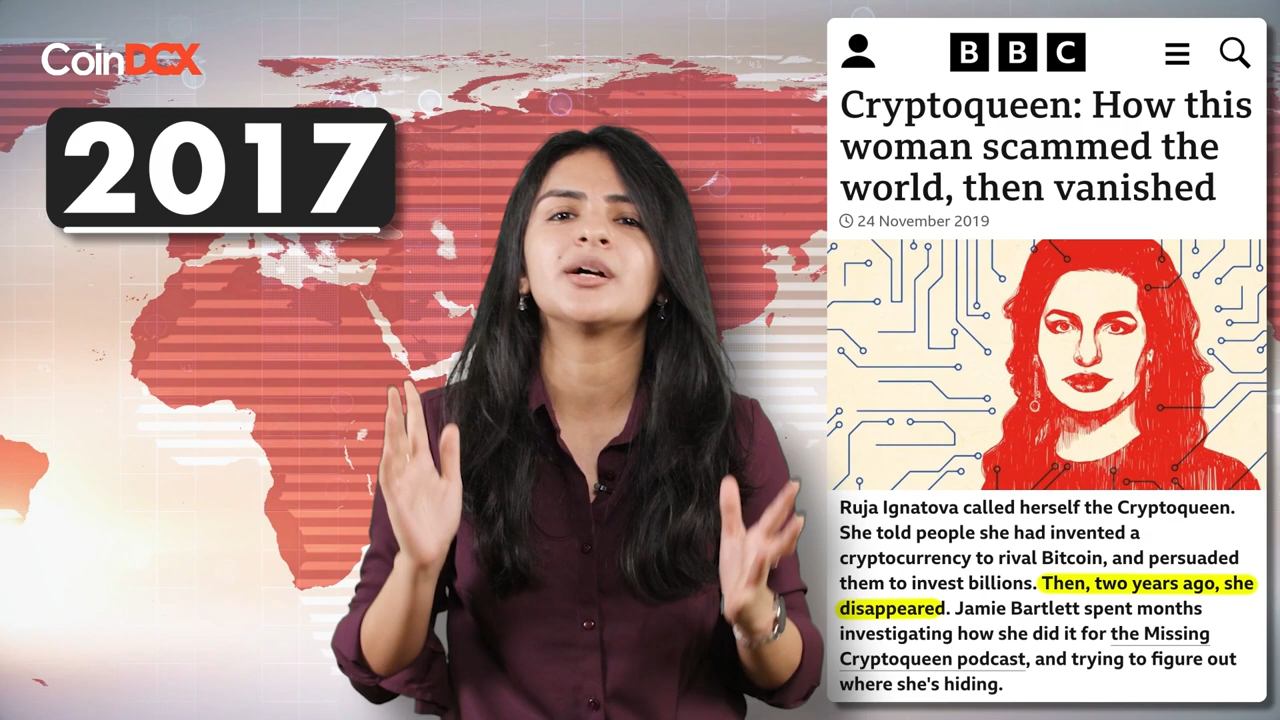 CoinDCX
2017
BBC
Cryptoqueen: How this
woman scammed the
world, then vanished
24 November 2019
Ruja Ignatova called herself the Cryptoqueen.
She told people she had invented a
cryptocurrency to rival Bitcoin, and persuaded
them to invest billions. Then, two years ago, she
disappeared. Jamie Bartlett spent months
investigating how she did it for the Missing
Cryptoqueen podcast, and trying to figure out
where she's hiding.